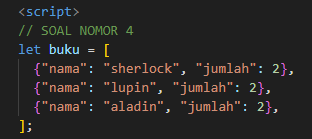 <script>
// SOAL NOMOR 4
let buku = [
  {"nama": "sherlock", "jumlah": 2},
  {"nama": "lupin", "jumlah": 2},
  {"nama": "aladin", "jumlah": 2},
];